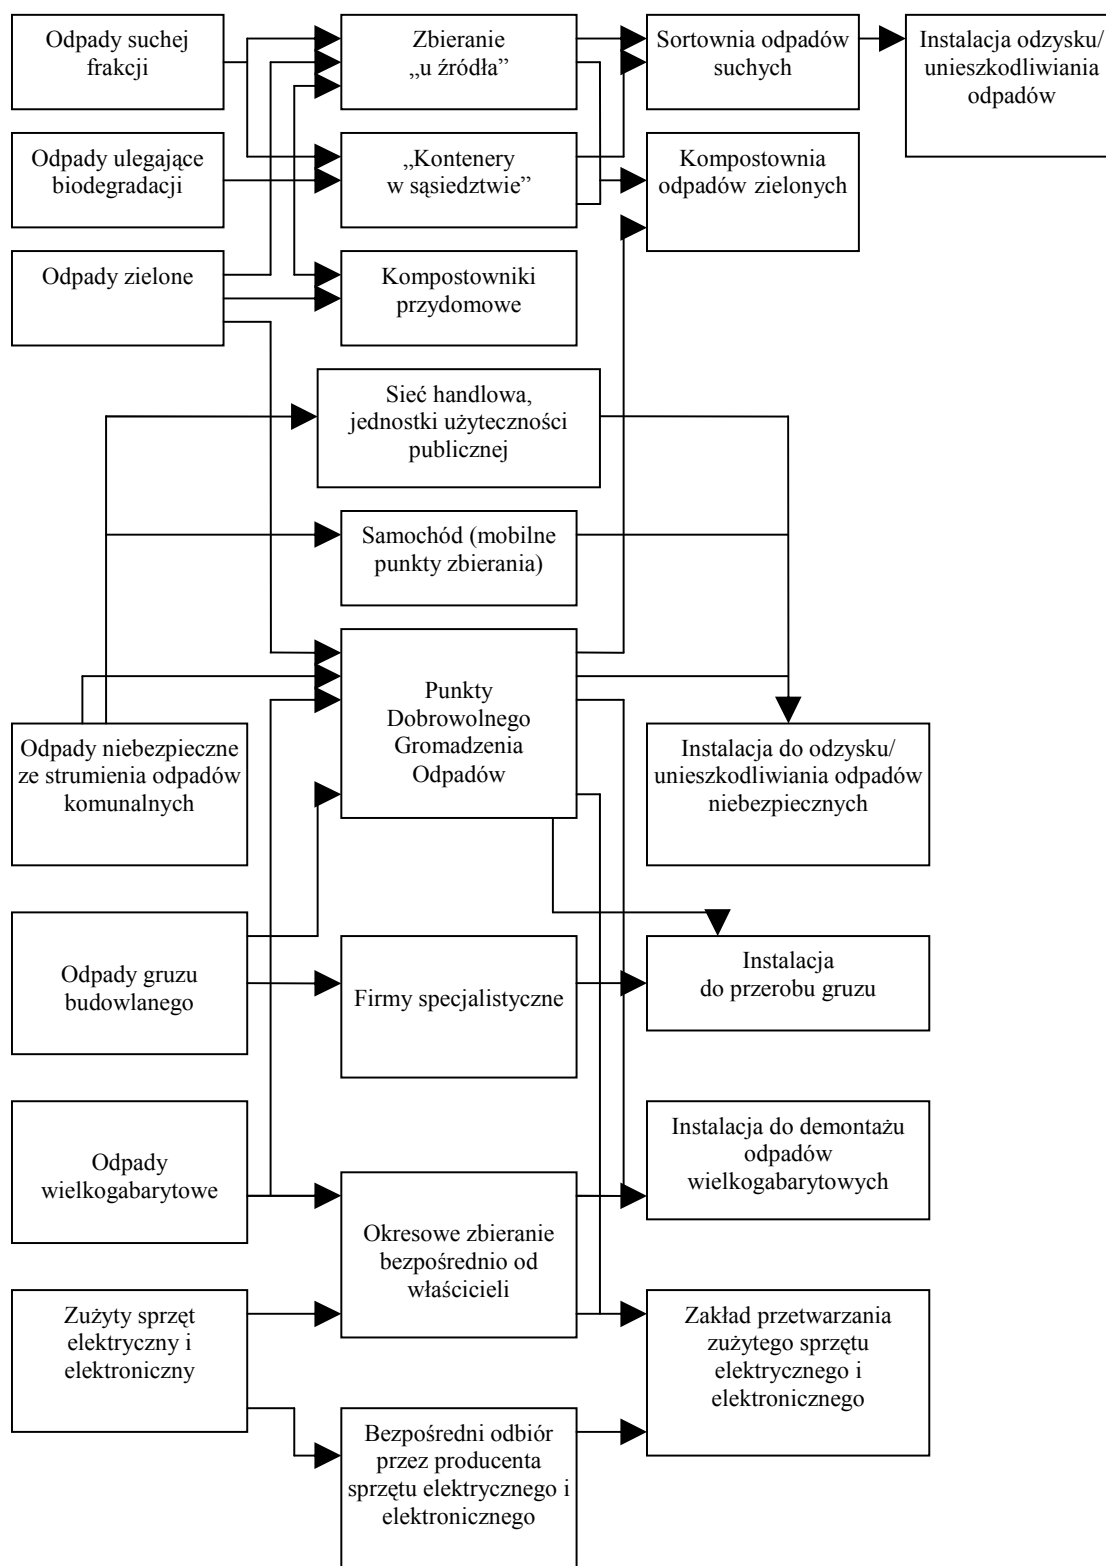 Odpady suchej
frakcji
Zbieranie
„u źródła”
Sortownia odpadów
suchych
Instalacja odzysku/
unieszkodliwiania
odpadów
Odpady ulegające
biodegradacji
„Kontenery
w sąsiedztwie”
Kompostownia
odpadów zielonych
Odpady zielone
Kompostowniki
przydomowe
Sieć handlowa,
jednostki użyteczności
publicznej
Samochód (mobilne
punkty zbierania)
Punkty
Dobrowolnego
Gromadzenia
Odpadów
Odpady niebezpieczne
ze strumienia odpadów
komunalnych
Instalacja do odzysku/
unieszkodliwiania odpadów
niebezpiecznych
Odpady gruzu
budowlanego
Firmy specjalistyczne
Instalacja
do przerobu gruzu
Odpady
wielkogabarytowe
Okresowe zbieranie
bezpośrednio od
właścicieli
Instalacja do demontażu
odpadów
wielkogabarytowych
Zużyty sprzęt
elektryczny i
elektroniczny
Zakład przetwarzania
zużytego sprzętu
elektrycznego i
elektronicznego
Bezpośredni odbiór
przez producenta
sprzętu elektrycznego i
elektronicznego